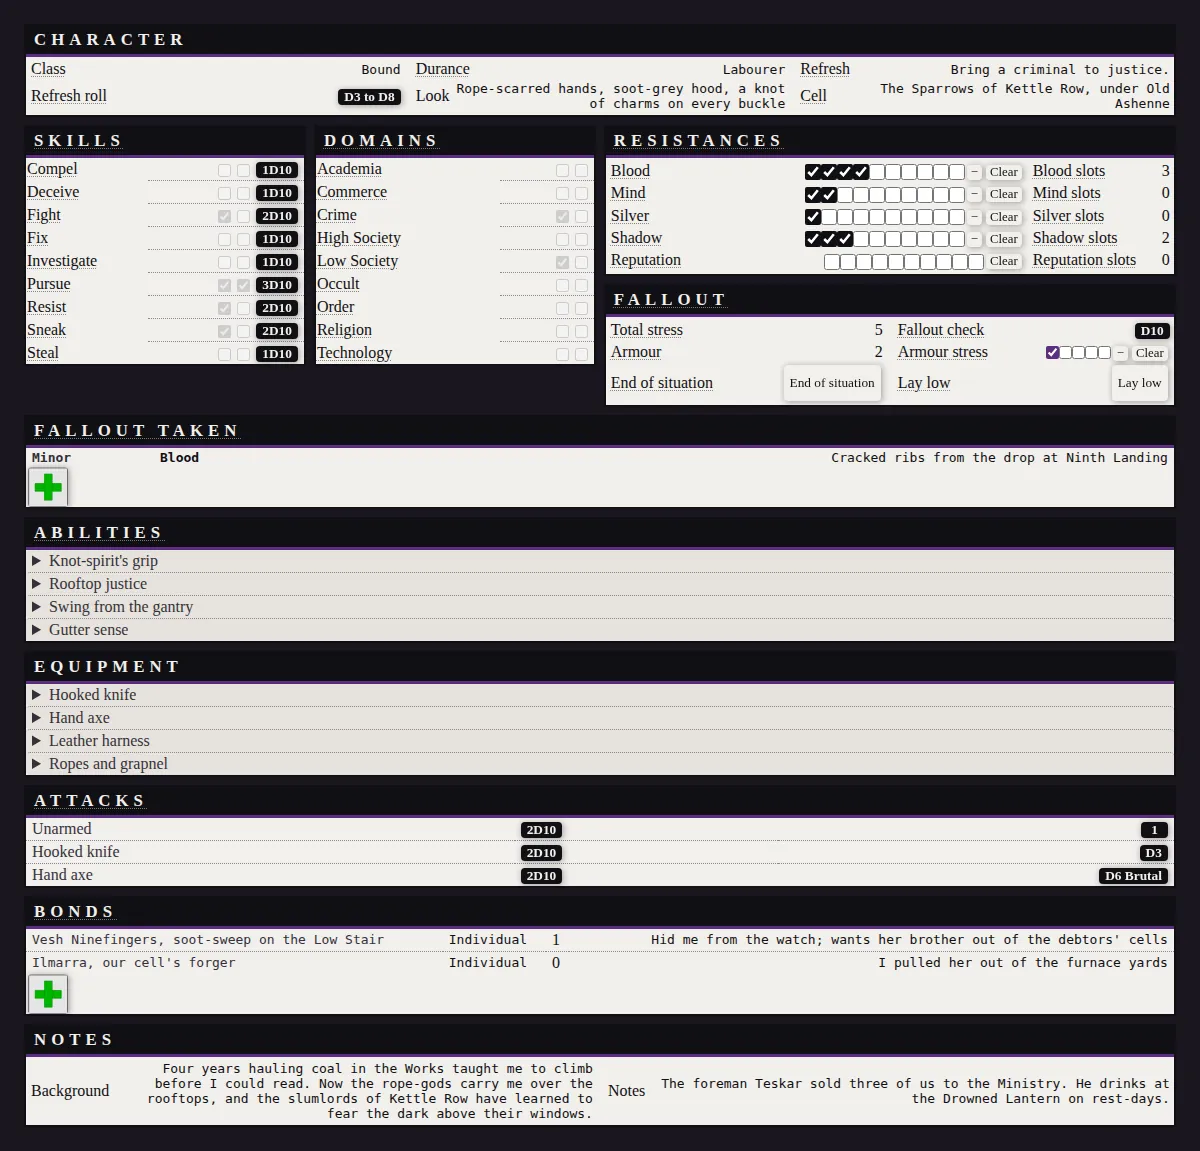 CHARACTER
Class Bound Durance Labourer Refresh Bring a criminal to justice.
Refresh roll D3 to D8 Look Rope-scarred hands, soot-grey hood, a knot of charms on every buckle Cell The Sparrows of Kettle Row, under Old Ashenne
SKILLS
Compel 1D10
Deceive 1D10
Fight 2D10
Fix 1D10
Investigate 1D10
Pursue 3D10
Resist 2D10
Sneak 2D10
Steal 1D10
DOMAINS
Academia
Commerce
Crime
High Society
Low Society
Occult
Order
Religion
Technology
RESISTANCES
Blood − Clear Blood slots 3
Mind − Clear Mind slots 0
Silver − Clear Silver slots 0
Shadow − Clear Shadow slots 2
Reputation Clear Reputation slots 0
FALLOUT
Total stress 5 Fallout check D10
Armour 2 Armour stress − Clear
End of situation End of situation Lay low Lay low
FALLOUT TAKEN
Minor Blood Cracked ribs from the drop at Ninth Landing
ABILITIES
Knot-spirit's grip
Rooftop justice
Swing from the gantry
Gutter sense
EQUIPMENT
Hooked knife
Hand axe
Leather harness
Ropes and grapnel
ATTACKS
Unarmed 2D10 1
Hooked knife 2D10 D3
Hand axe 2D10 D6 Brutal
BONDS
Vesh Ninefingers, soot-sweep on the Low Stair Individual 1 Hid me from the watch; wants her brother out of the debtors' cells
Ilmarra, our cell's forger Individual 0 I pulled her out of the furnace yards
NOTES
Background
Four years hauling coal in the Works taught me to climb
before I could read. Now the rope-gods carry me over the
rooftops, and the slumlords of Kettle Row have learned to
fear the dark above their windows.
Notes
The foreman Teskar sold three of us to the Ministry. He drinks at
the Drowned Lantern on rest-days.